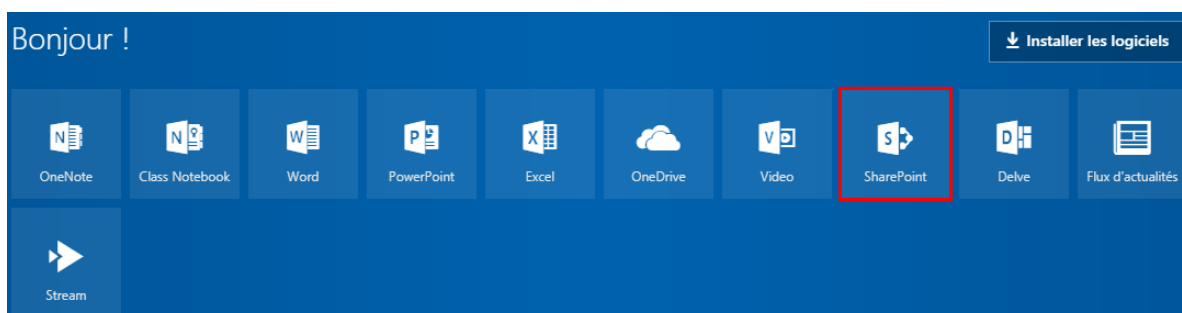 Bonjour !
Installer les logiciels
OneNote
Class Notebook
Word
PowerPoint
Excel
OneDrive
Video
SharePoint
Delve
Flux d'actualités
Stream